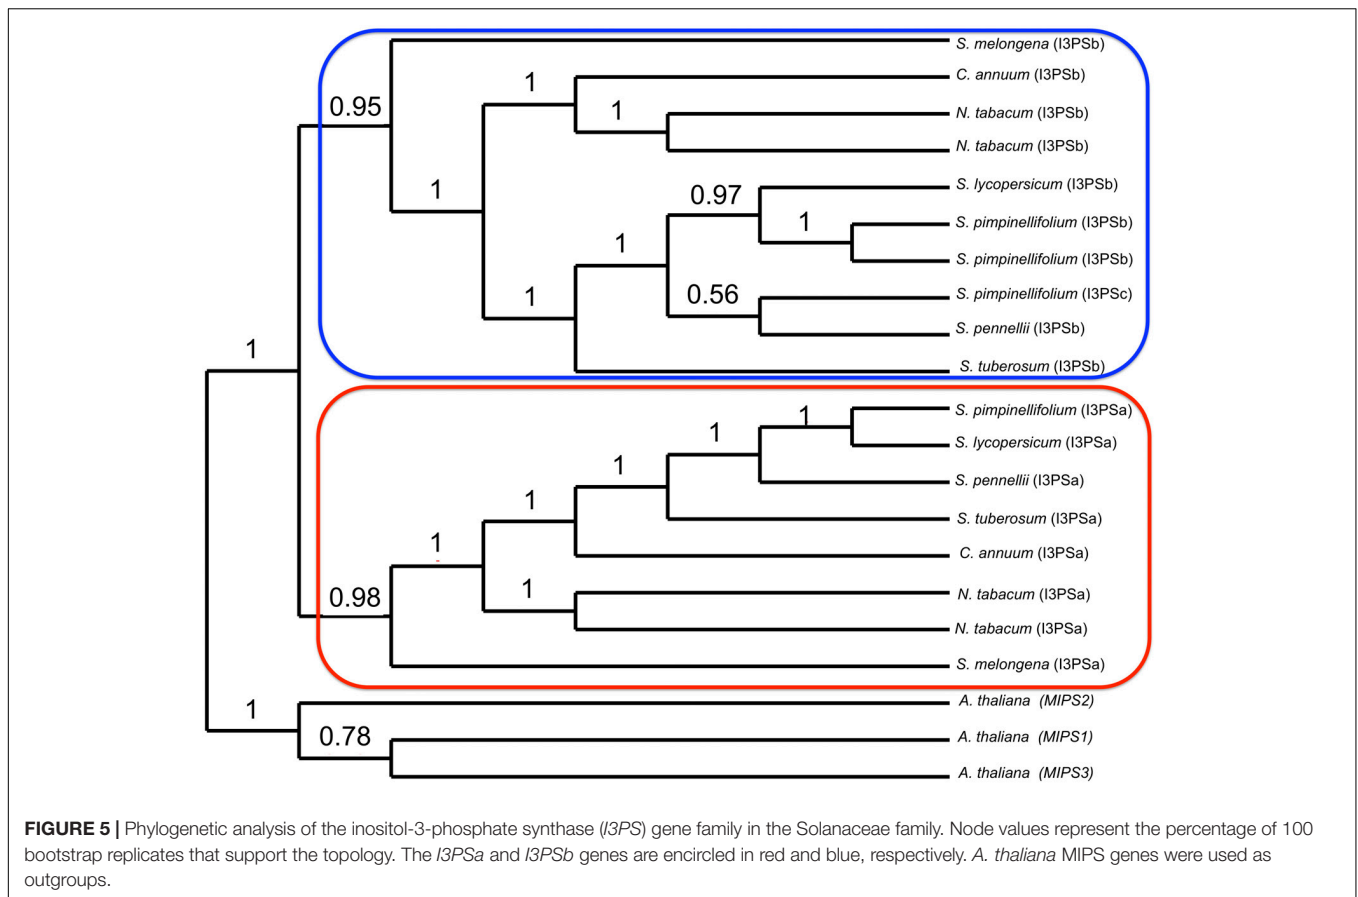 S. melongena (I3PSb)
1
C. annuum (I3PSb)
0.95
1
N. tabacum (I3PSb)
N. tabacum (I3PSb)
1
0.97
S. lycopersicum (I3PSb)
1
S. pimpinellifolium (I3PSb)
1
S. pimpinellifolium (I3PSb)
1
0.56
S. pimpinellifolium (I3PSc)
S. pennellii (I3PSb)
1
S. tuberosum (I3PSb)
1
S. pimpinellifolium (I3PSa)
1
S. lycopersicum (I3PSa)
1
S. pennellii (I3PSa)
1
S. tuberosum (I3PSa)
1
C. annuum (I3PSa)
0.98
1
N. tabacum (I3PSa)
N. tabacum (I3PSa)
S. melongena (I3PSa)
1
A. thaliana (MIPS2)
0.78
A. thaliana (MIPS1)
A. thaliana (MIPS3)
FIGURE 5 | Phylogenetic analysis of the inositol-3-phosphate synthase (I3PS) gene family in the Solanaceae family. Node values represent the percentage of 100
bootstrap replicates that support the topology. The I3PSa and I3PSb genes are encircled in red and blue, respectively. A. thaliana MIPS genes were used as
outgroups.